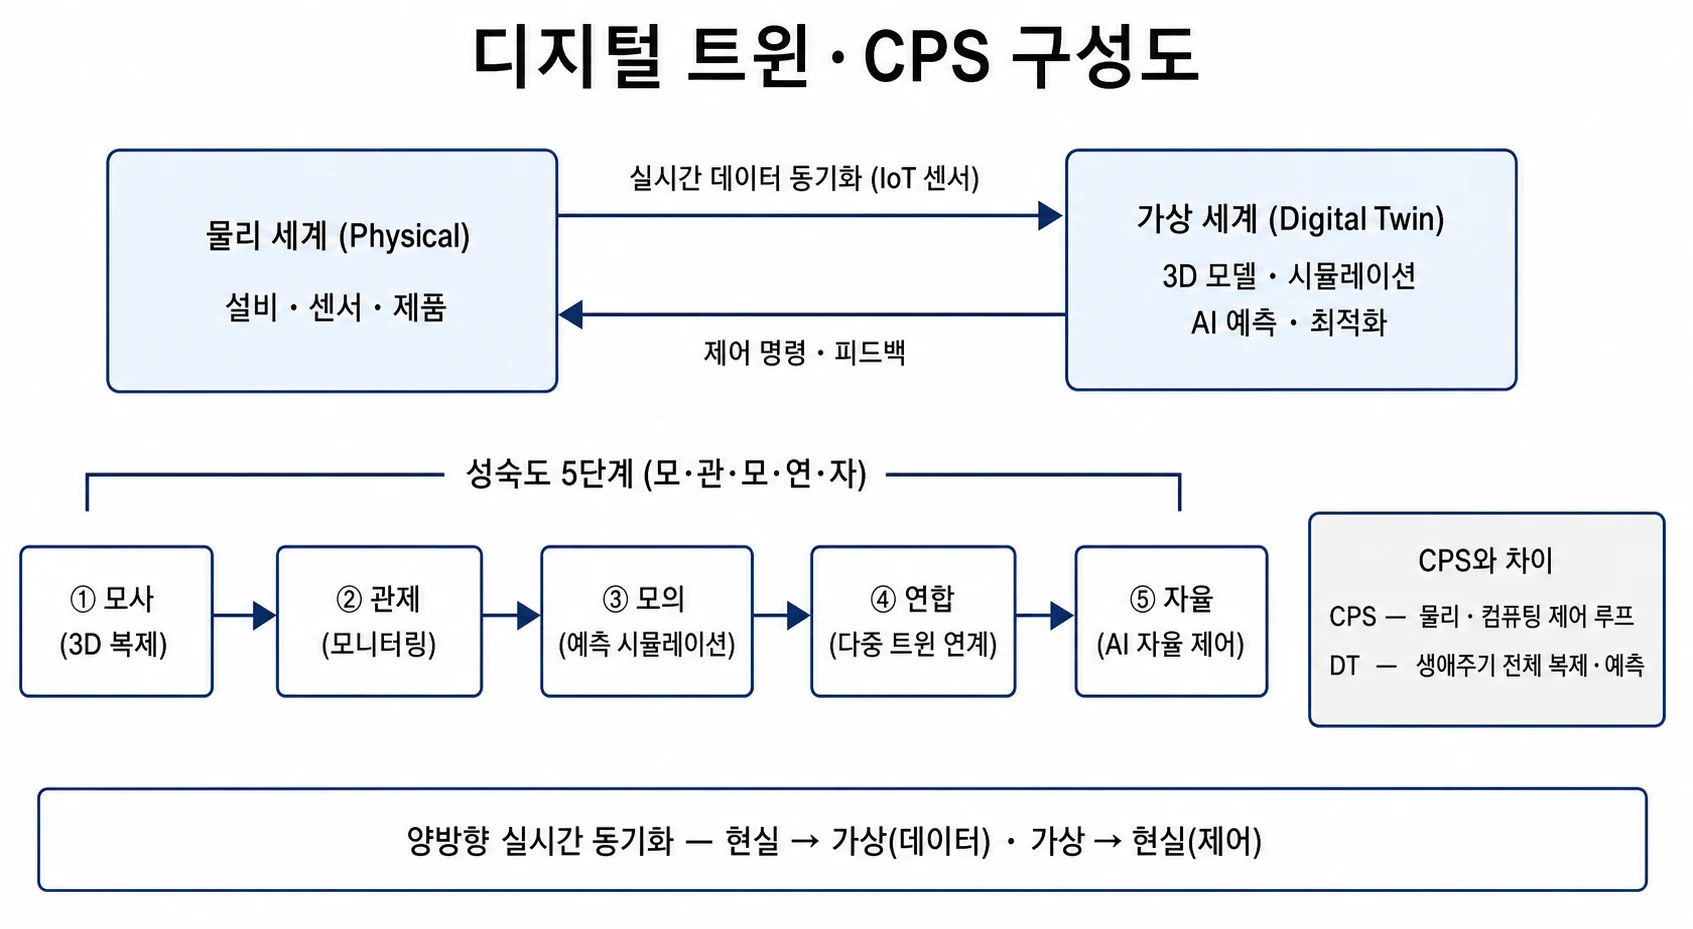 디지털 트윈 · CPS 구성도
물리 세계 (Physical)
설비 · 센서 · 제품
실시간 데이터 동기화 (IoT 센서)
제어 명령 · 피드백
가상 세계 (Digital Twin)
3D 모델 · 시뮬레이션
AI 예측 · 최적화
성숙도 5단계 (모·관·모·연·자)
① 모사
(3D 복제)
② 관제
(모니터링)
③ 모의
(예측 시뮬레이션)
④ 연합
(다중 트윈 연계)
⑤ 자율
(AI 자율 제어)
CPS와 차이
CPS — 물리 · 컴퓨팅 제어 루프
DT — 생애주기 전체 복제 · 예측
양방향 실시간 동기화 — 현실 → 가상(데이터) · 가상 → 현실(제어)